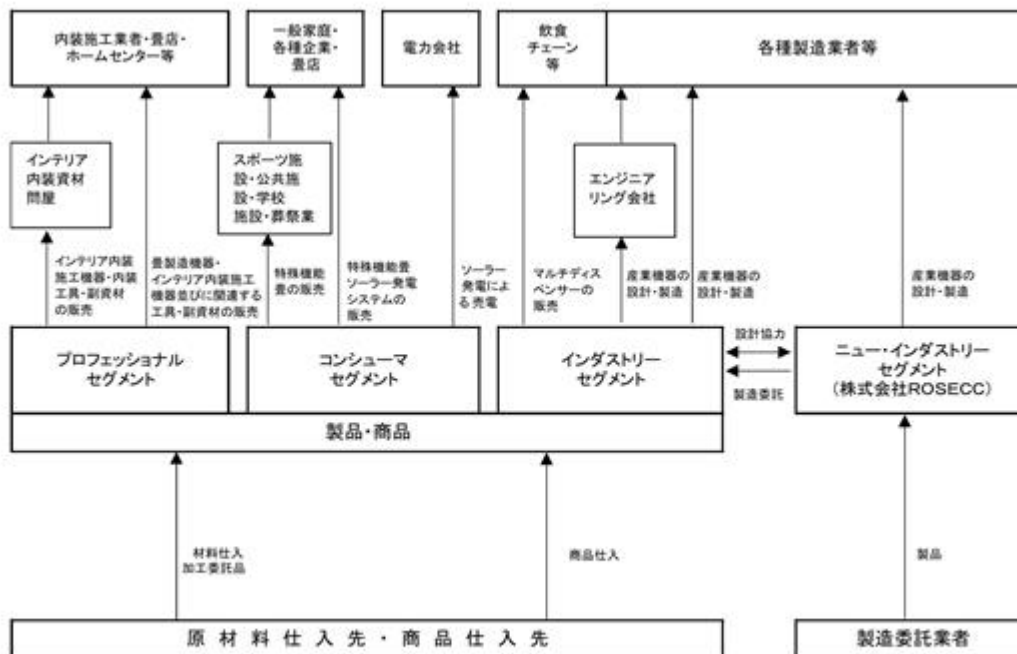 内装施工業者・畳店・
ホームセンター等
一般家庭・
各種企業・
畳店
電力会社
飲食
チェーン
等
各種製造業者等
インテリア
内装資材
問屋
スポーツ施
設・公共施
設・学校
施設・葬祭業
エンジニア
リング会社
インテリア内装
施工機器・内装
工具・副資材
の販売
畳製造機器・
インテリア内装施工
機器並びに関連する
工具・副資材の販売
特殊機能
畳の販売
特殊機能畳
ソーラー発電
システムの
販売
ソーラー
発電によ
る 売電
マルチディス
ペンサーの
販売
産業機器の
設計・製造
産業機器の
設計・製造
産業機器の
設計・製造
プロフェッショナル
セグメント
コンシューマ
セグメント
インダストリー
セグメント
設計協力
製造委託
ニュー・インダストリー
セグメント
（株式会社ROSECC）
製品・商品
材料仕入
加工委託品
商品仕入
製品
原材料仕入先・商品仕入先
製造委託業者